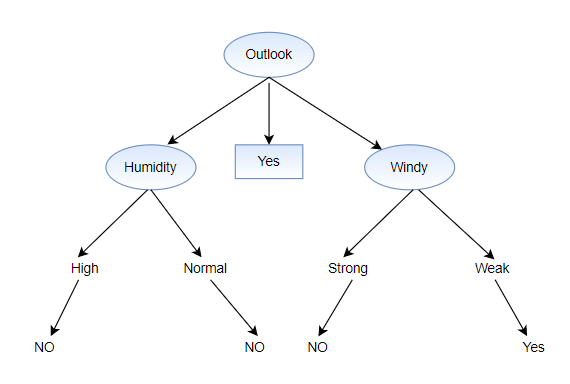 Outlook
Humidity
Yes
Windy
High
Normal
Strong
Weak
NO
NO
NO
Yes